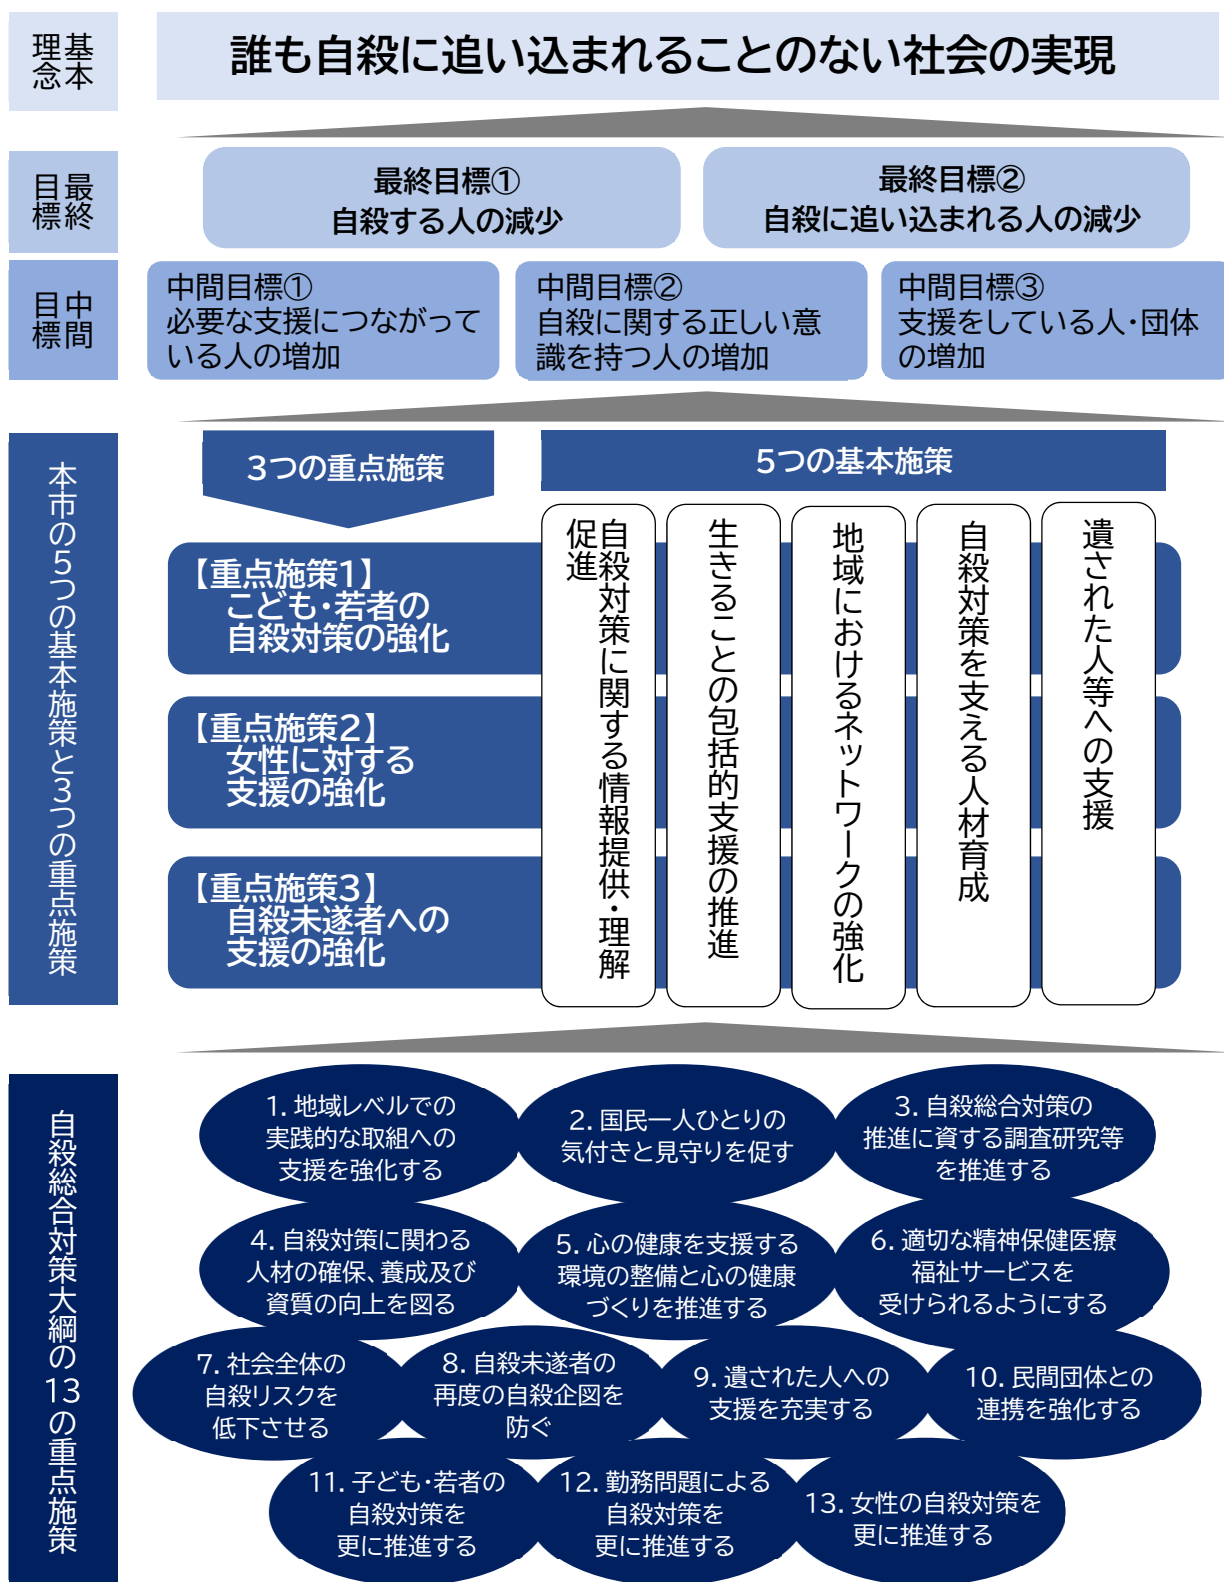 基本
理念
誰も自殺に追い込まれることのない社会の実現
最終
目標
最終目標①
自殺する人の減少
最終目標②
自殺に追い込まれる人の減少
中間
目標
中間目標①
必要な支援につながって
いる人の増加
中間目標②
自殺に関する正しい意
識を持つ人の増加
中間目標③
支援をしている人・団体
の増加
本市の5つの基本施策と3つの重点施策
3つの重点施策
5つの基本施策
【重点施策1】
こども・若者の
自殺対策の強化
【重点施策2】
女性に対する
支援の強化
【重点施策3】
自殺未遂者への
支援の強化
自殺対策に関する情報提供・理解
促進
生きることの包括的支援の推進
地域におけるネットワークの強化
自殺対策を支える人材育成
遺された人等への支援
自殺総合対策大綱の13の重点施策
1. 地域レベルでの
実践的な取組への
支援を強化する
2. 国民一人ひとりの
気付きと見守りを促す
3. 自殺総合対策の
推進に資する調査研究等
を推進する
4. 自殺対策に関わる
人材の確保、養成及び
資質の向上を図る
5. 心の健康を支援する
環境の整備と心の健康
づくりを推進する
6. 適切な精神保健医療
福祉サービスを
受けられるようにする
7. 社会全体の
自殺リスクを
低下させる
8. 自殺未遂者の
再度の自殺企図を
防ぐ
9. 遺された人への
支援を充実する
10. 民間団体との
連携を強化する
11. 子ども・若者の
自殺対策を
更に推進する
12. 勤務問題による
自殺対策を
更に推進する
13. 女性の自殺対策を
更に推進する